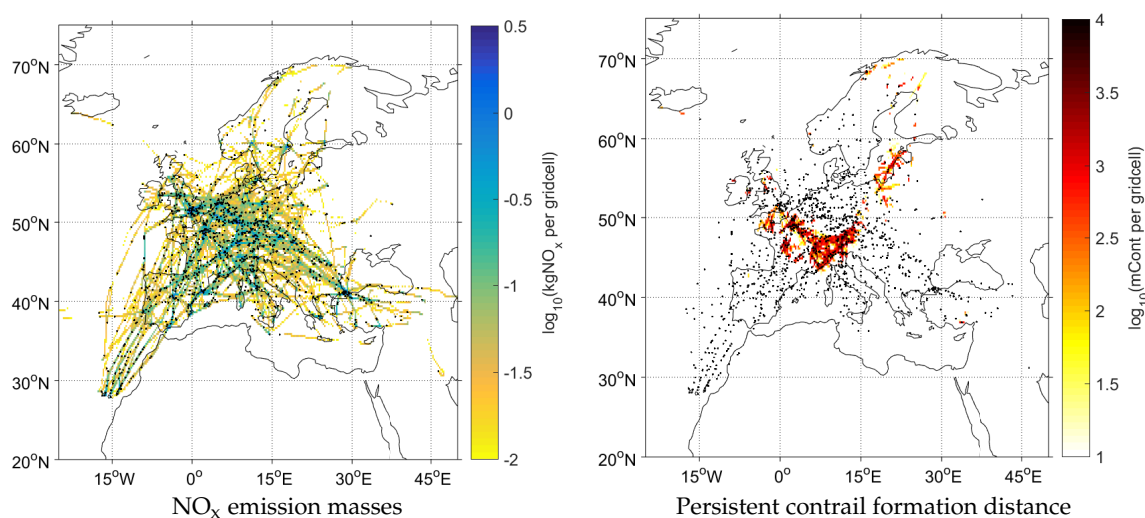 70°N
60°N
50°N
40°N
30°N
20°N
15°W
0°
15°E
30°E
45°E
0.5
0
-0.5
-1
-1.5
-2
log10(kgNOx per gridcell)
NOx emission masses
70°N
60°N
50°N
40°N
30°N
20°N
15°W
0°
15°E
30°E
45°E
4
3.5
3
2.5
2
1.5
1
log10(mCont per gridcell)
Persistent contrail formation distance